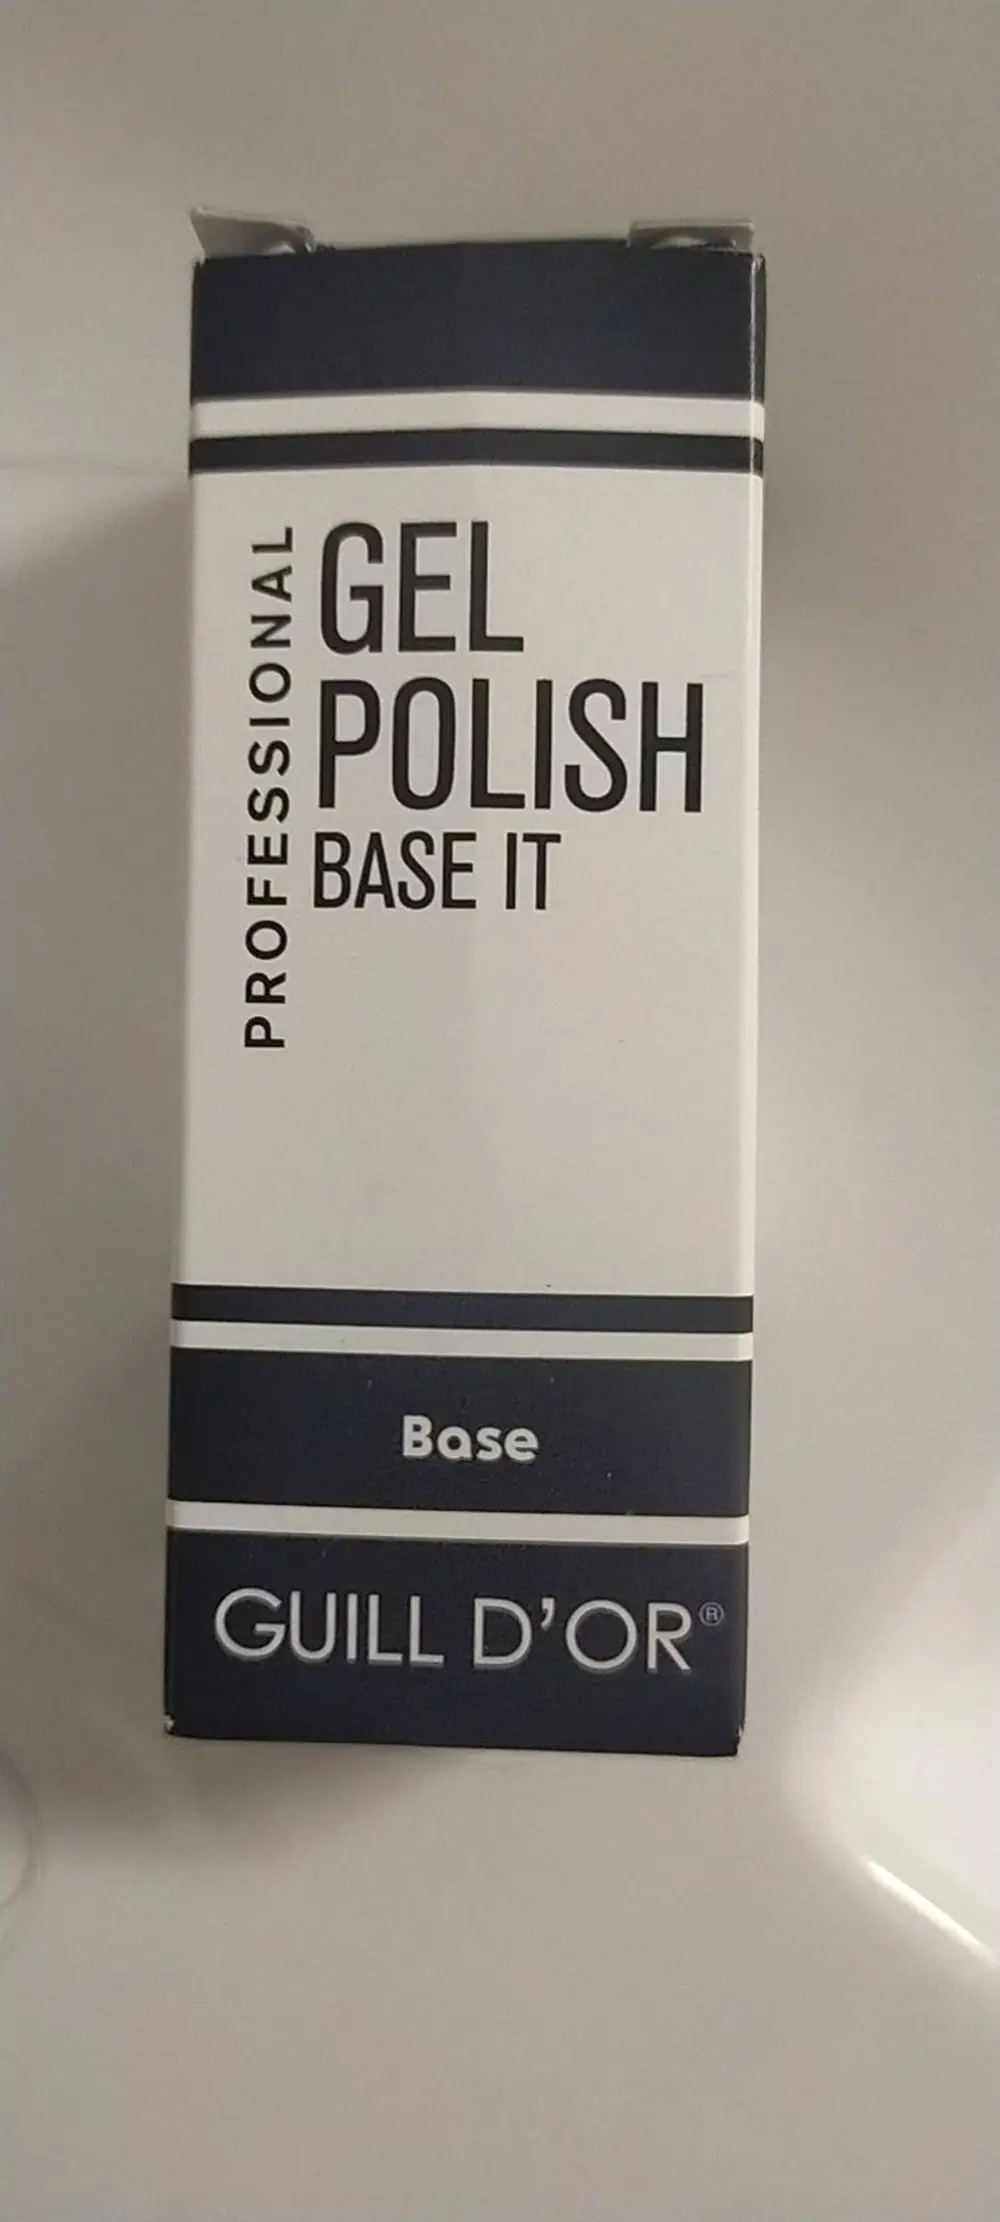 PROFESSIONAL
GEL
POLISH
BASE IT
Base
GUILL D'OR®